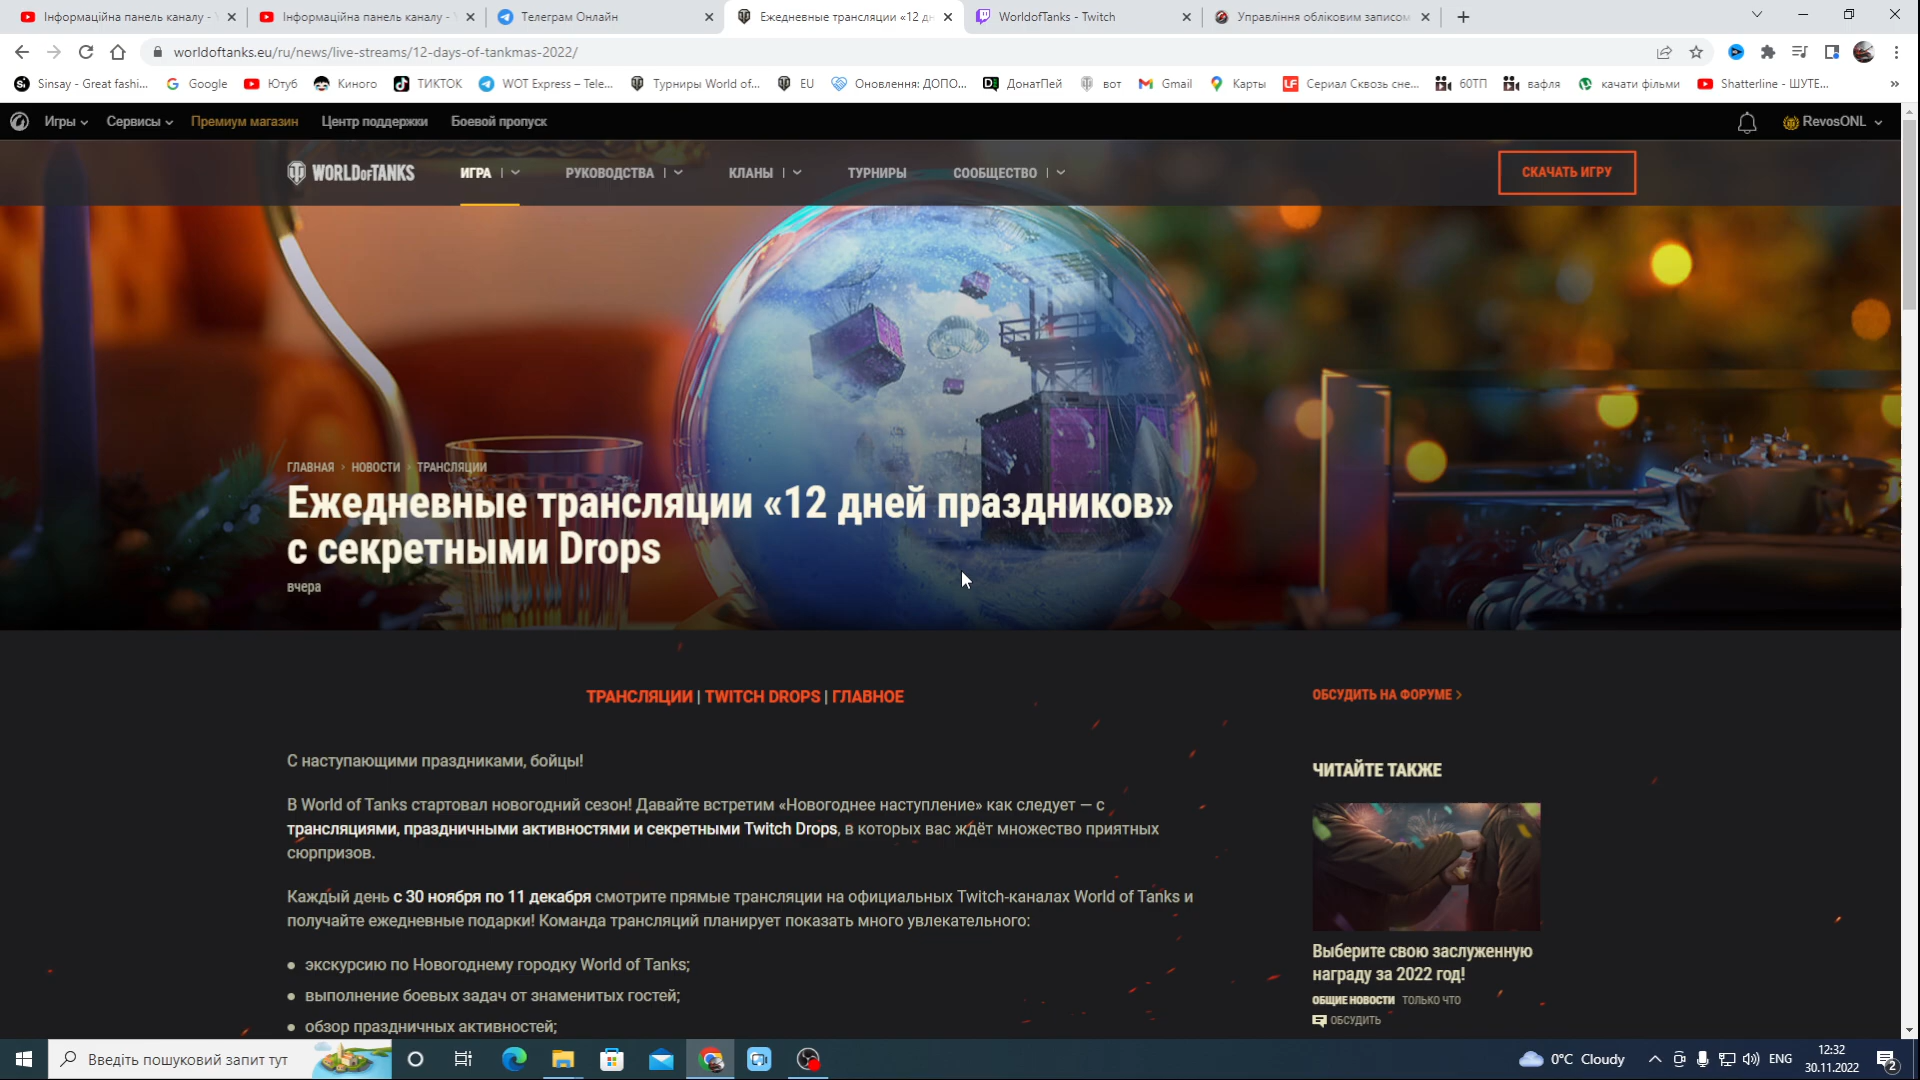 Інформаційна панель каналу -
Інформаційна панель каналу -
Телеграм Онлайн
Ежедневные трансляции «12 дн
WorldofTanks - Twitch
Управління обліковим записом
worldoftanks.eu/ru/news/live-streams/12-days-of-tankmas-2022/
Sinsay - Great fashi...
Google
Ютуб
Киного
ТИКТОК
WOT Express – Tele...
Турниры World of...
EU
Оновлення: ДОПО...
ДонатПей
вот
Gmail
Карты
Сериал Сквозь сне...
60ТП
вафля
качати фільми
Shatterline - ШУТЕ...
»
Игры
Сервисы
Премиум магазин
Центр поддержки
Боевой пропуск
RevosONL
WORLD OF TANKS
ИГРА
РУКОВОДСТВА
КЛАНЫ
ТУРНИРЫ
СООБЩЕСТВО
СКАЧАТЬ ИГРУ
ГЛАВНАЯ › НОВОСТИ › ТРАНСЛЯЦИИ
Ежедневные трансляции «12 дней праздников»
с секретными Drops
вчера
ТРАНСЛЯЦИИ | TWITCH DROPS | ГЛАВНОЕ
С наступающими праздниками, бойцы!
В World of Tanks стартовал новогодний сезон! Давайте встретим «Новогоднее наступление» как следует — с
трансляциями, праздничными активностями и секретными Twitch Drops, в которых вас ждёт множество приятных
сюрпризов.
Каждый день с 30 ноября по 11 декабря смотрите прямые трансляции на официальных Twitch-каналах World of Tanks и
получайте ежедневные подарки! Команда трансляций планирует показать много увлекательного:
• экскурсию по Новогоднему городку World of Tanks;
• выполнение боевых задач от знаменитых гостей;
• обзор праздничных активностей;
ОБСУДИТЬ НА ФОРУМЕ ›
ЧИТАЙТЕ ТАКЖЕ
Выберите свою заслуженную
награду за 2022 год!
ОБЩИЕ НОВОСТИ ТОЛЬКО ЧТО
ОБСУДИТЬ
Введіть пошуковий запит тут
0°C Cloudy
ENG
12:32
30.11.2022
2